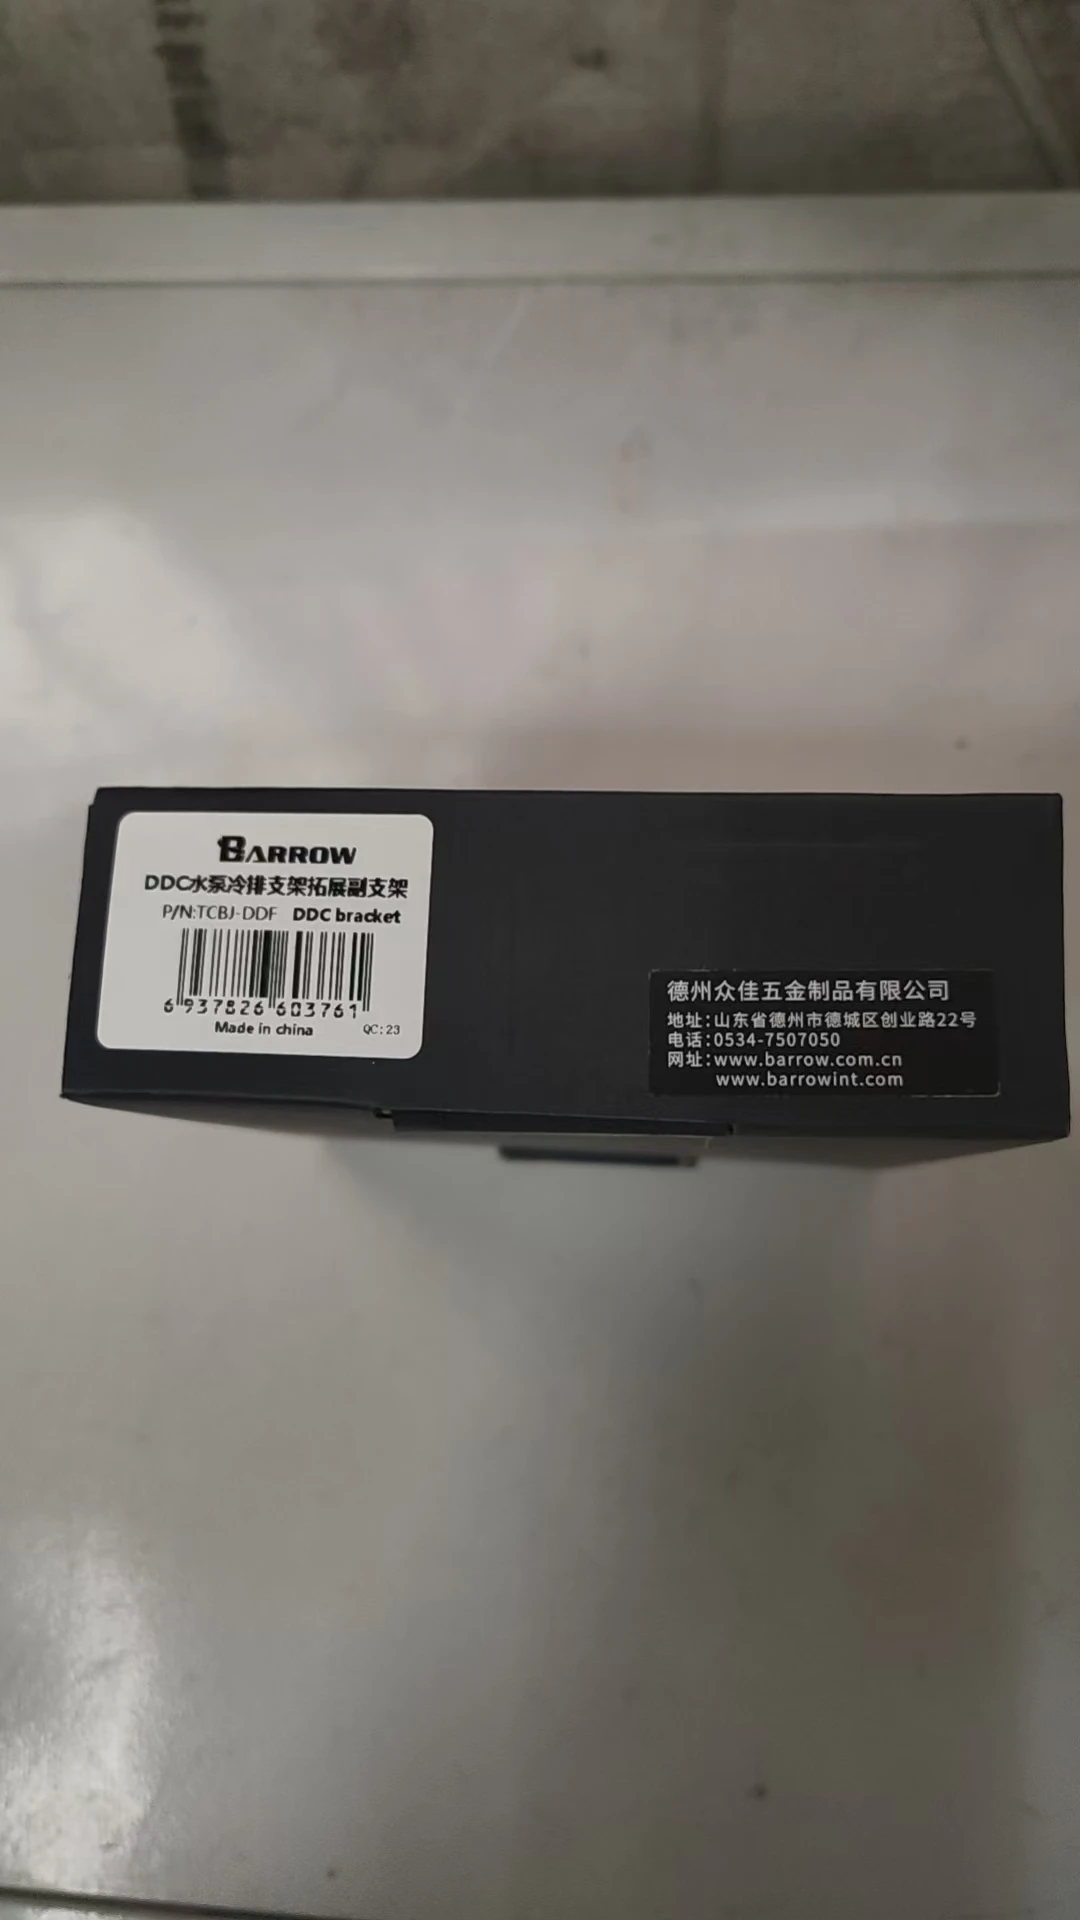 BARROW
DDC水泵冷排支架拓展副支架
P/N:TCBJ-DDF DDC bracket
6 937826 603761
Made in china QC:23
德州众佳五金制品有限公司
地址:山东省德州市德城区创业路22号
电话:0534-7507050
网址:www.barrow.com.cn
www.barrowint.com